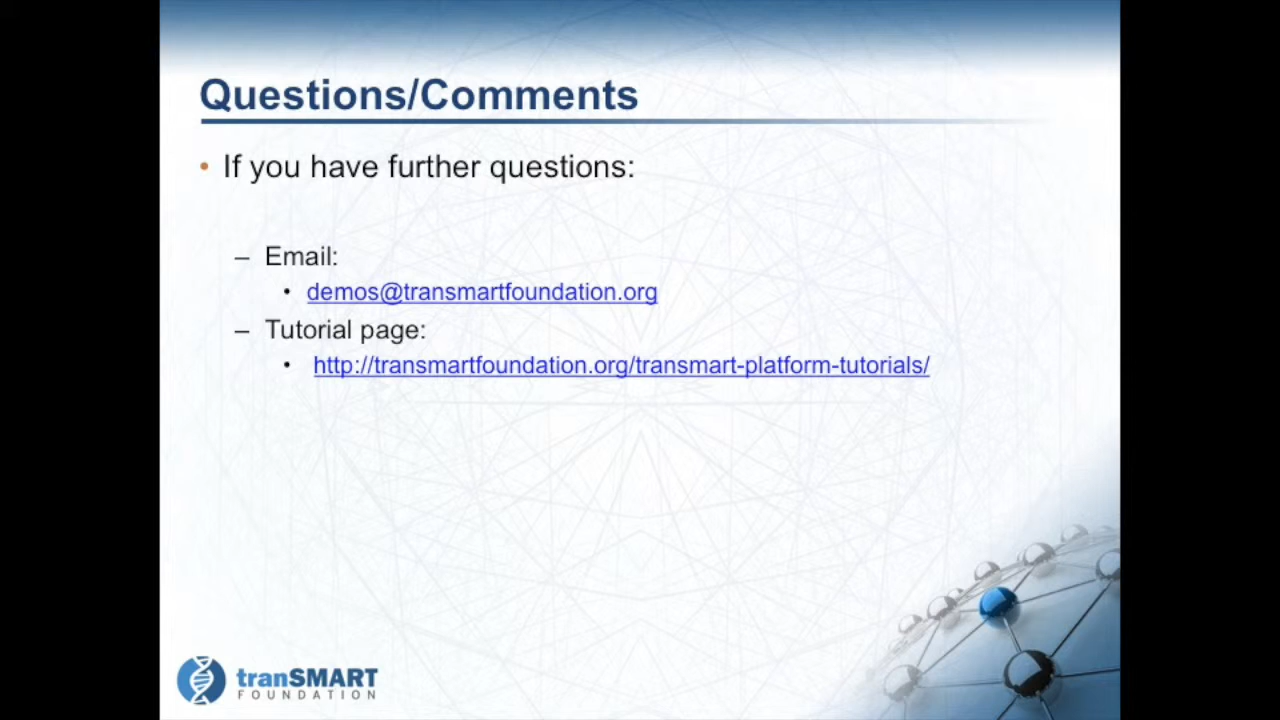 Questions/Comments
• If you have further questions:
– Email:
• demos@transmartfoundation.org
– Tutorial page:
• http://transmartfoundation.org/transmart-platform-tutorials/
tranSMART
FOUNDATION